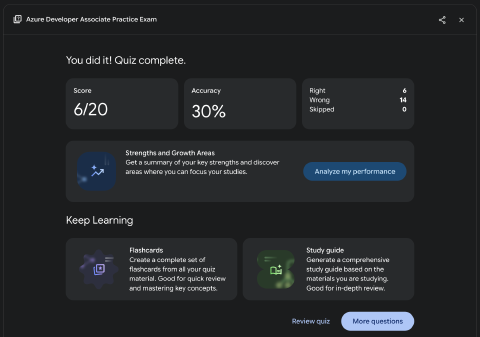 Azure Developer Associate Practice Exam
You did it! Quiz complete.
Score
6/20
Accuracy
30%
Right 6
Wrong 14
Skipped 0
Strengths and Growth Areas
Get a summary of your key strengths and discover
areas where you can focus your studies.
Analyze my performance
Keep Learning
Flashcards
Create a complete set of
flashcards from all your quiz
material. Good for quick review
and mastering key concepts.
Study guide
Generate a comprehensive
study guide based on the
materials you are studying.
Good for in-depth review.
Review quiz
More questions